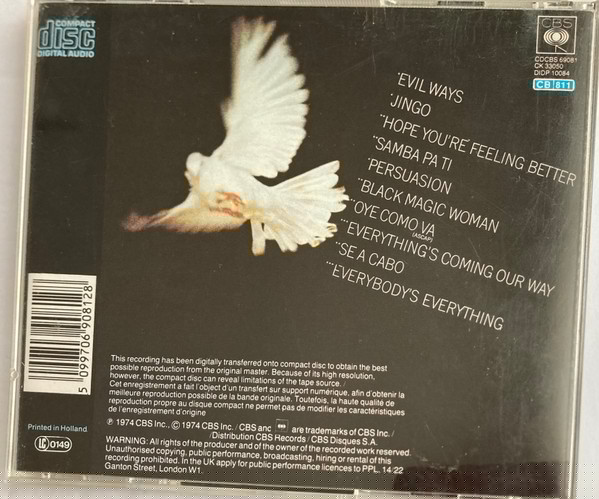 COMPACT
disc
DIGITAL AUDIO
CBS
CDCBS 69081
CK 33050
DIDP 10084
CB 811
*EVIL WAYS
*JINGO
**HOPE YOU'RE FEELING BETTER
**SAMBA PA TI
*PERSUASION
**BLACK MAGIC WOMAN
**OYE COMO VA
(ASCAP)
***EVERYTHING'S COMING OUR WAY
**SE A CABO
***EVERYBODY'S EVERYTHING
5 099706 908128
This recording has been digitally transferred onto compact disc to obtain the best
possible reproduction from the original master. Because of its high resolution,
however, the compact disc can reveal limitations of the tape source. /
Cet enregistrement a fait l'objet d'un transfert sur support numérique, afin d'obtenir la
meilleure reproduction possible de la bande originale. Toutefois, la haute qualité de
reproduction propre au disque compact ne permet pas de modifier les caractéristiques
de l'enregistrement d'origine
℗ 1974 CBS Inc., © 1974 CBS Inc. / CBS and are trademarks of CBS Inc.
/Distribution CBS Records / CBS Disques S.A.
WARNING: All rights of the producer and of the owner of the recorded work reserved.
Unauthorised copying, public performance, broadcasting, hiring or rental of this
recording prohibited. In the UK apply for public performance licences to PPL, 14/22
Ganton Street, London W1.
Printed in Holland
LC 0149